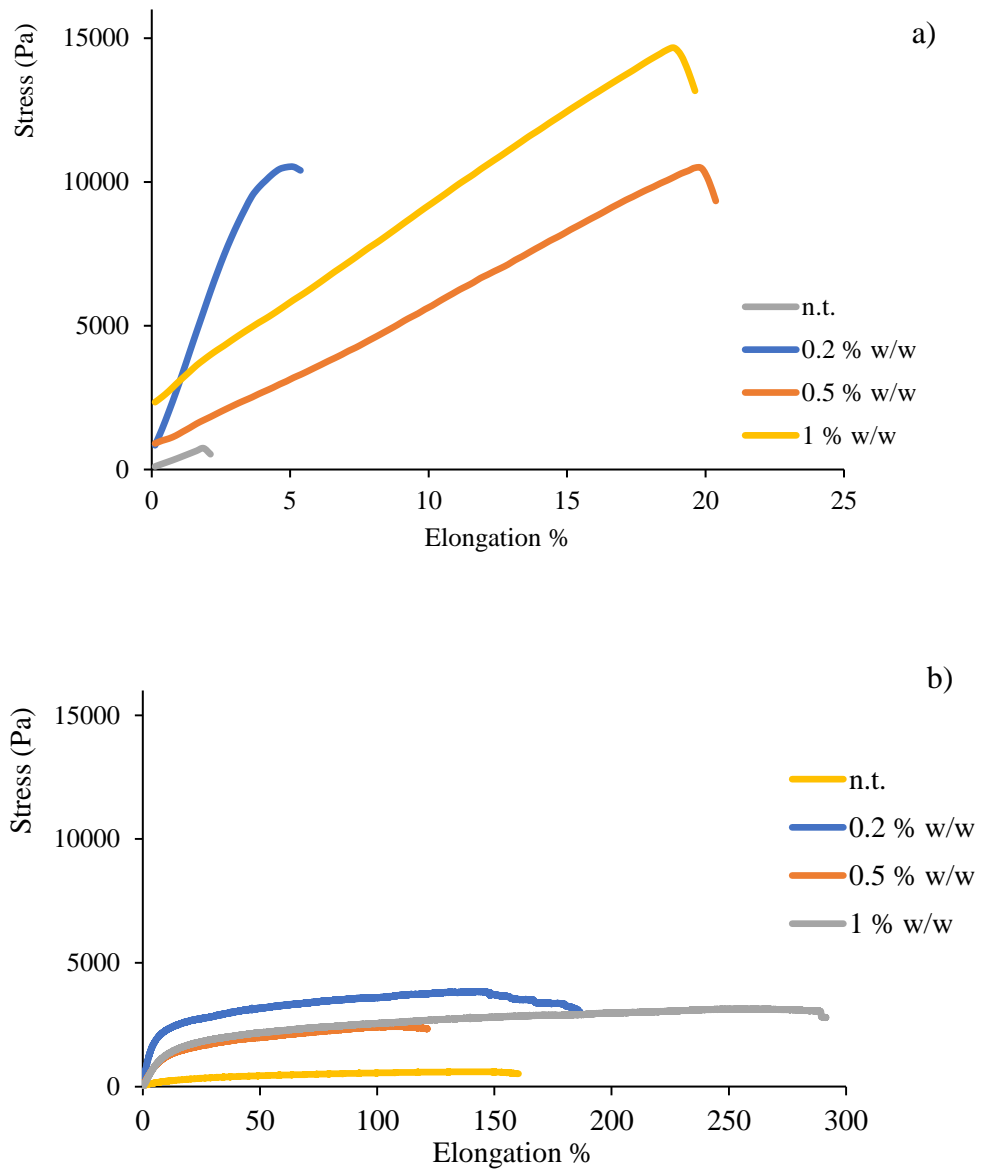 a)
Stress (Pa)
15000
10000
5000
0
n.t.
0.2 % w/w
0.5 % w/w
1 % w/w
0 5 10 15 20 25
Elongation %
b)
Stress (Pa)
15000
10000
5000
0
n.t.
0.2 % w/w
0.5 % w/w
1 % w/w
0 50 100 150 200 250 300
Elongation %